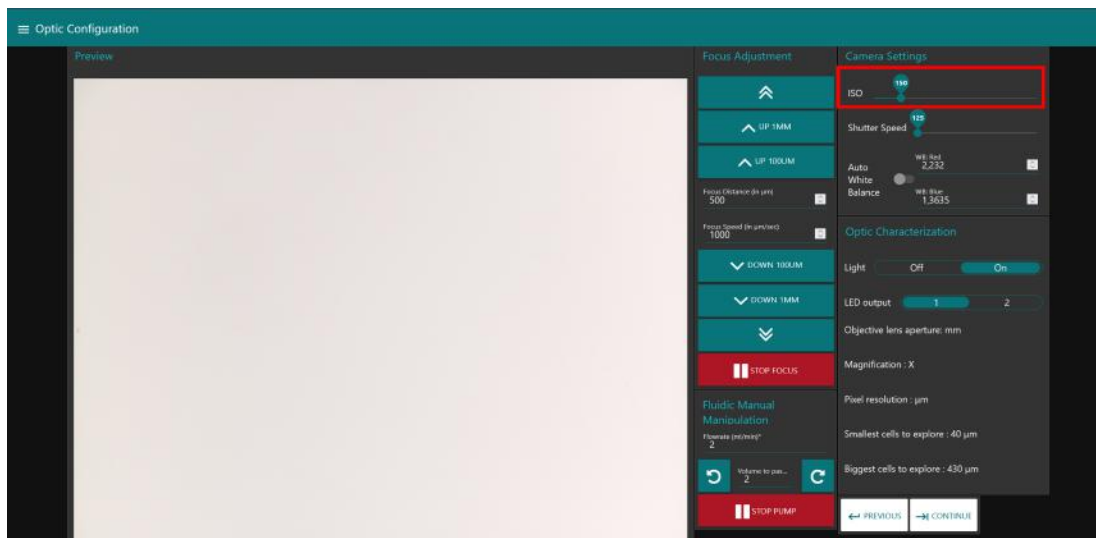 Optic Configuration
Preview
Focus Adjustment
UP 1MM
UP 100UM
Focus Distance (in µm)
500
Focus Speed (in µm/sec)
1000
DOWN 100UM
DOWN 1MM
STOP FOCUS
Fluidic Manual
Manipulation
Flowrate (ml/min)*
2
Volume to pas...
2
STOP PUMP
Camera Settings
150
ISO
125
Shutter Speed
Auto
White
Balance
WB: Red
2,232
WB: Blue
1,3635
Optic Characterization
Light Off On
LED output 1 2
Objective lens aperture: mm
Magnification : X
Pixel resolution : µm
Smallest cells to explore : 40 µm
Biggest cells to explore : 430 µm
PREVIOUS CONTINUE